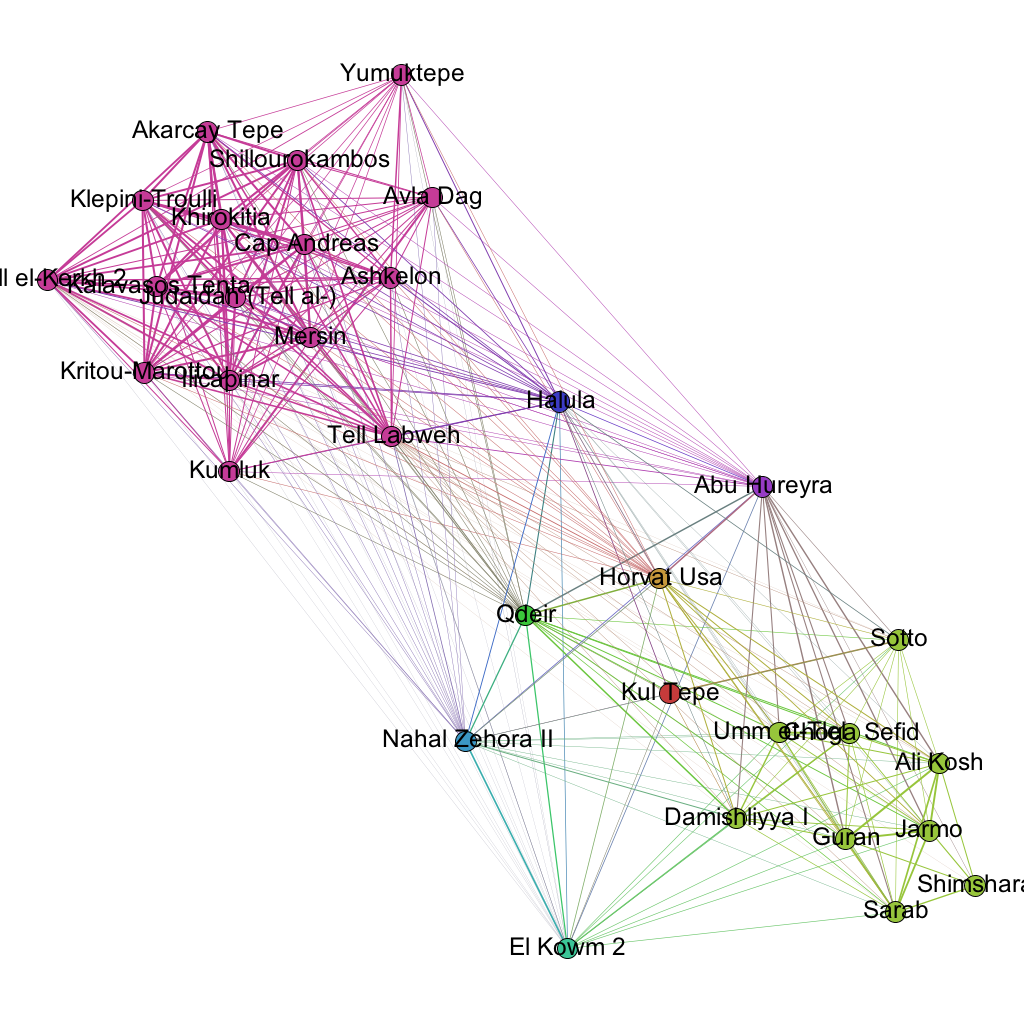 Yumuktepe
Akarcay Tepe
Shillourokambos
Klepini-Troulli
Avla Dag
Khirokitia
Cap Andreas
ll el-Kerkh 2
Kalavasos Tenta
Ashkelon
Judaidah (Tell al-)
Mersin
Kritou-Marottou
Ilicapinar
Halula
Tell Labweh
Kumluk
Abu Hureyra
Horvat Usa
Qdeir
Sotto
Kul Tepe
Umm et-Tlel
Choga Sefid
Nahal Zehora II
Ali Kosh
Damishliyya I
Guran
Jarmo
Shimshara
Sarab
El Kowm 2